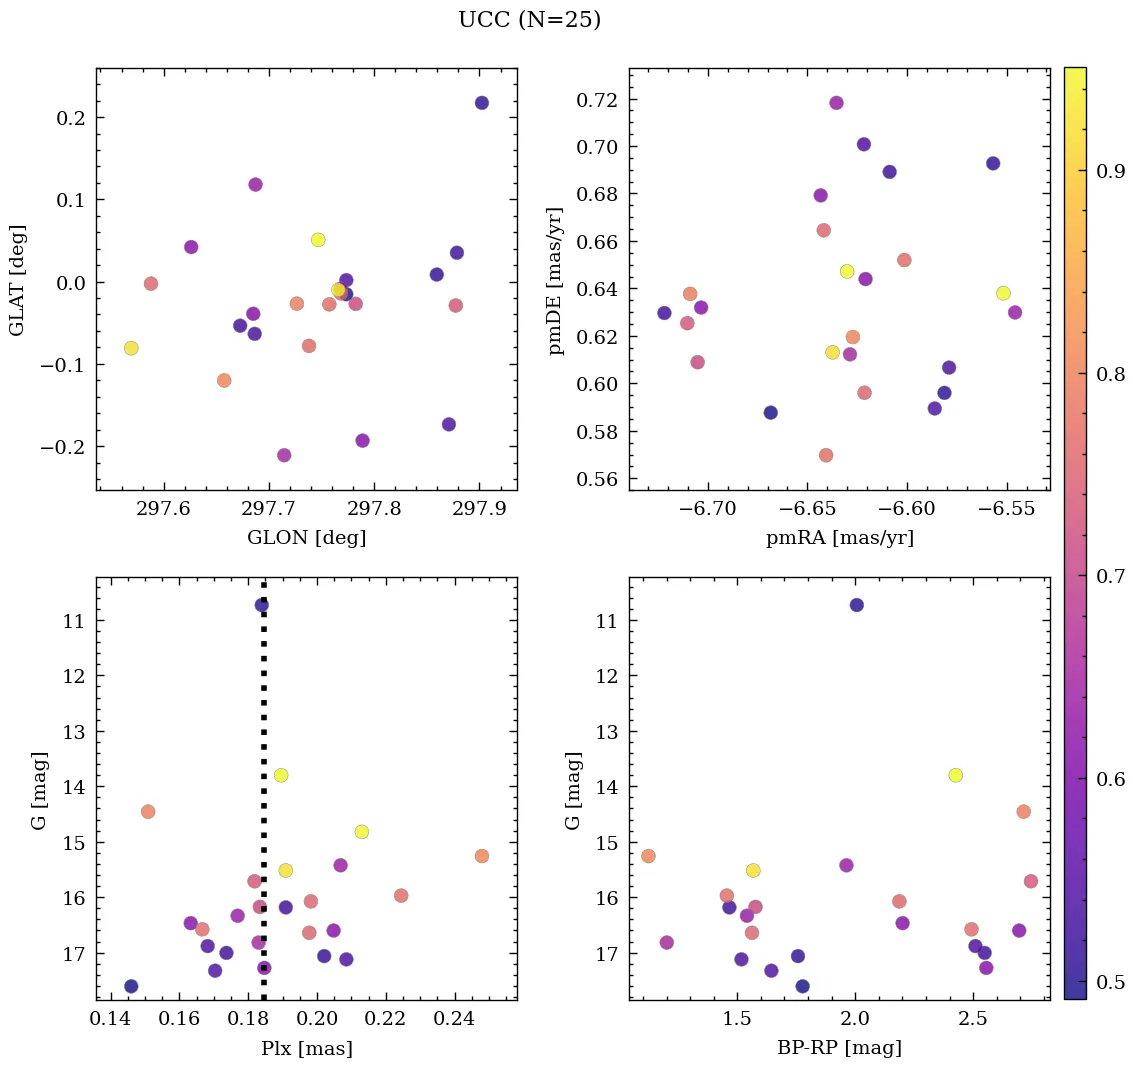 UCC (N=25)
0.2
0.1
0.0
−0.1
−0.2
GLAT [deg]
297.6 297.7 297.8 297.9
GLON [deg]
0.72
0.70
0.68
0.66
0.64
0.62
0.60
0.58
0.56
pmDE [mas/yr]
−6.70 −6.65 −6.60 −6.55
pmRA [mas/yr]
11
12
13
14
15
16
17
G [mag]
0.14 0.16 0.18 0.20 0.22 0.24
Plx [mas]
11
12
13
14
15
16
17
G [mag]
1.5 2.0 2.5
BP-RP [mag]
0.9
0.8
0.7
0.6
0.5